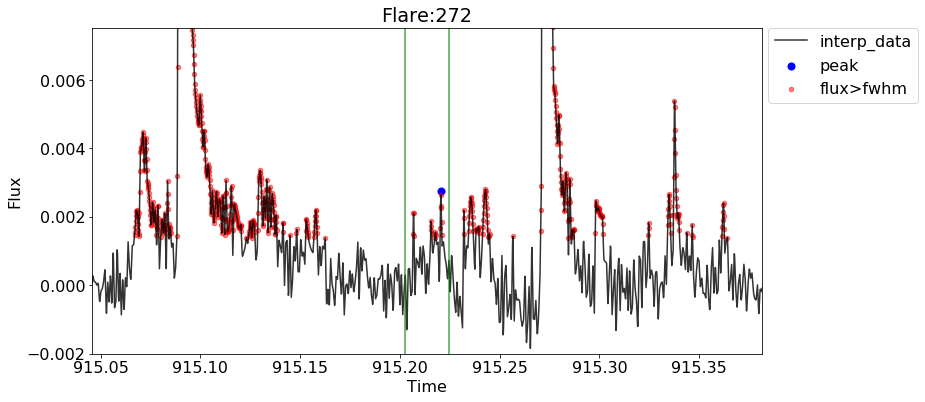 Flare:272
interp_data
peak
flux>fwhm
0.006
0.004
0.002
0.000
−0.002
Flux
915.05 915.10 915.15 915.20 915.25 915.30 915.35
Time